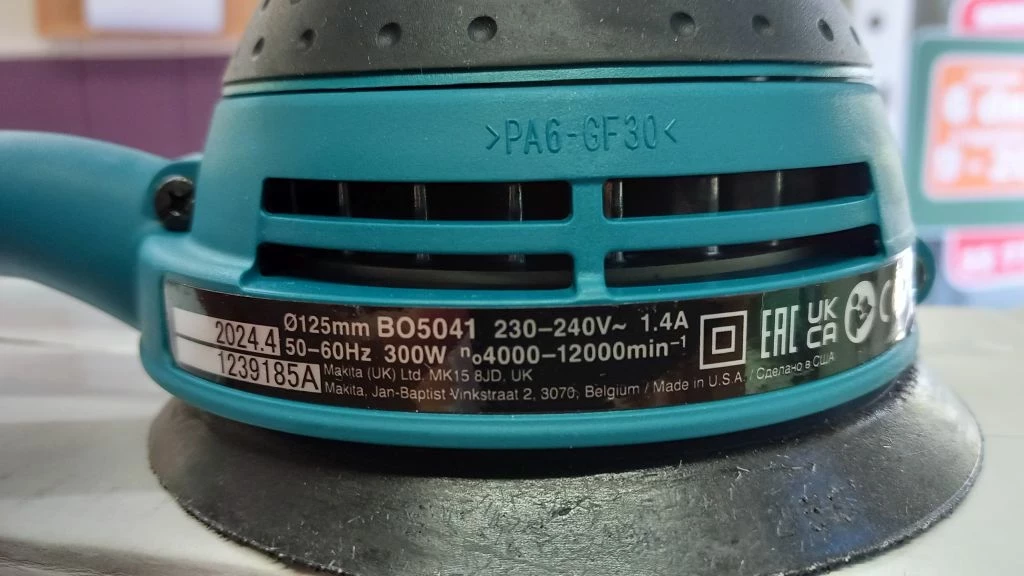 >PA6-GF30<
2024.4
1239185A
Ø125mm BO5041 230–240V~ 1.4A
50–60Hz 300W n₀4000–12000min⁻¹
Makita (UK) Ltd. MK15 8JD, UK
Makita, Jan-Baptist Vinkstraat 2, 3070, Belgium / Made in U.S.A. / Сделано в США
EAC
UK
CA